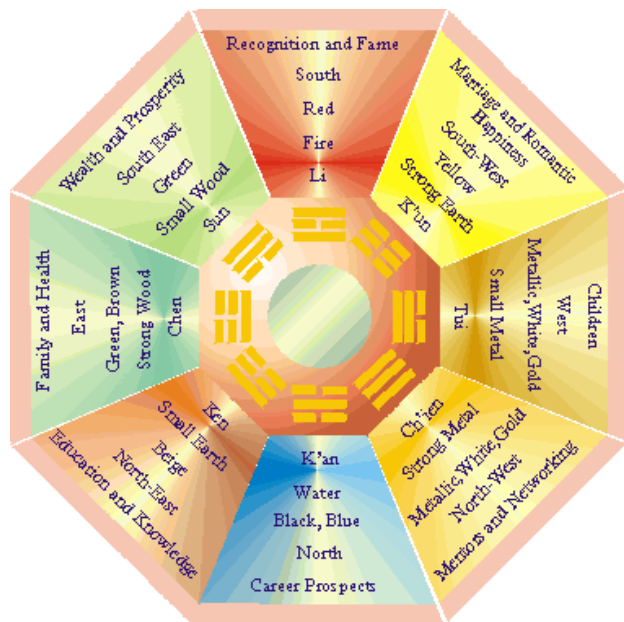 Recognition and Fame
South
Red
Fire
Li
Marriage and Romantic
Happiness
South-West
Yellow
Strong Earth
K'un
Children
West
Metallic,White,Gold
Small Metal
Tui
Ch'ien
Strong Metal
Metallic,White,Gold
North-West
Mentors and Networking
K'an
Water
Black, Blue
North
Career Prospects
Ken
Small Earth
Beige
North-East
Education and Knowledge
Family and Health
East
Green, Brown
Strong Wood
Chen
Wealth and Prosperity
South East
Green
Small Wood
Sun